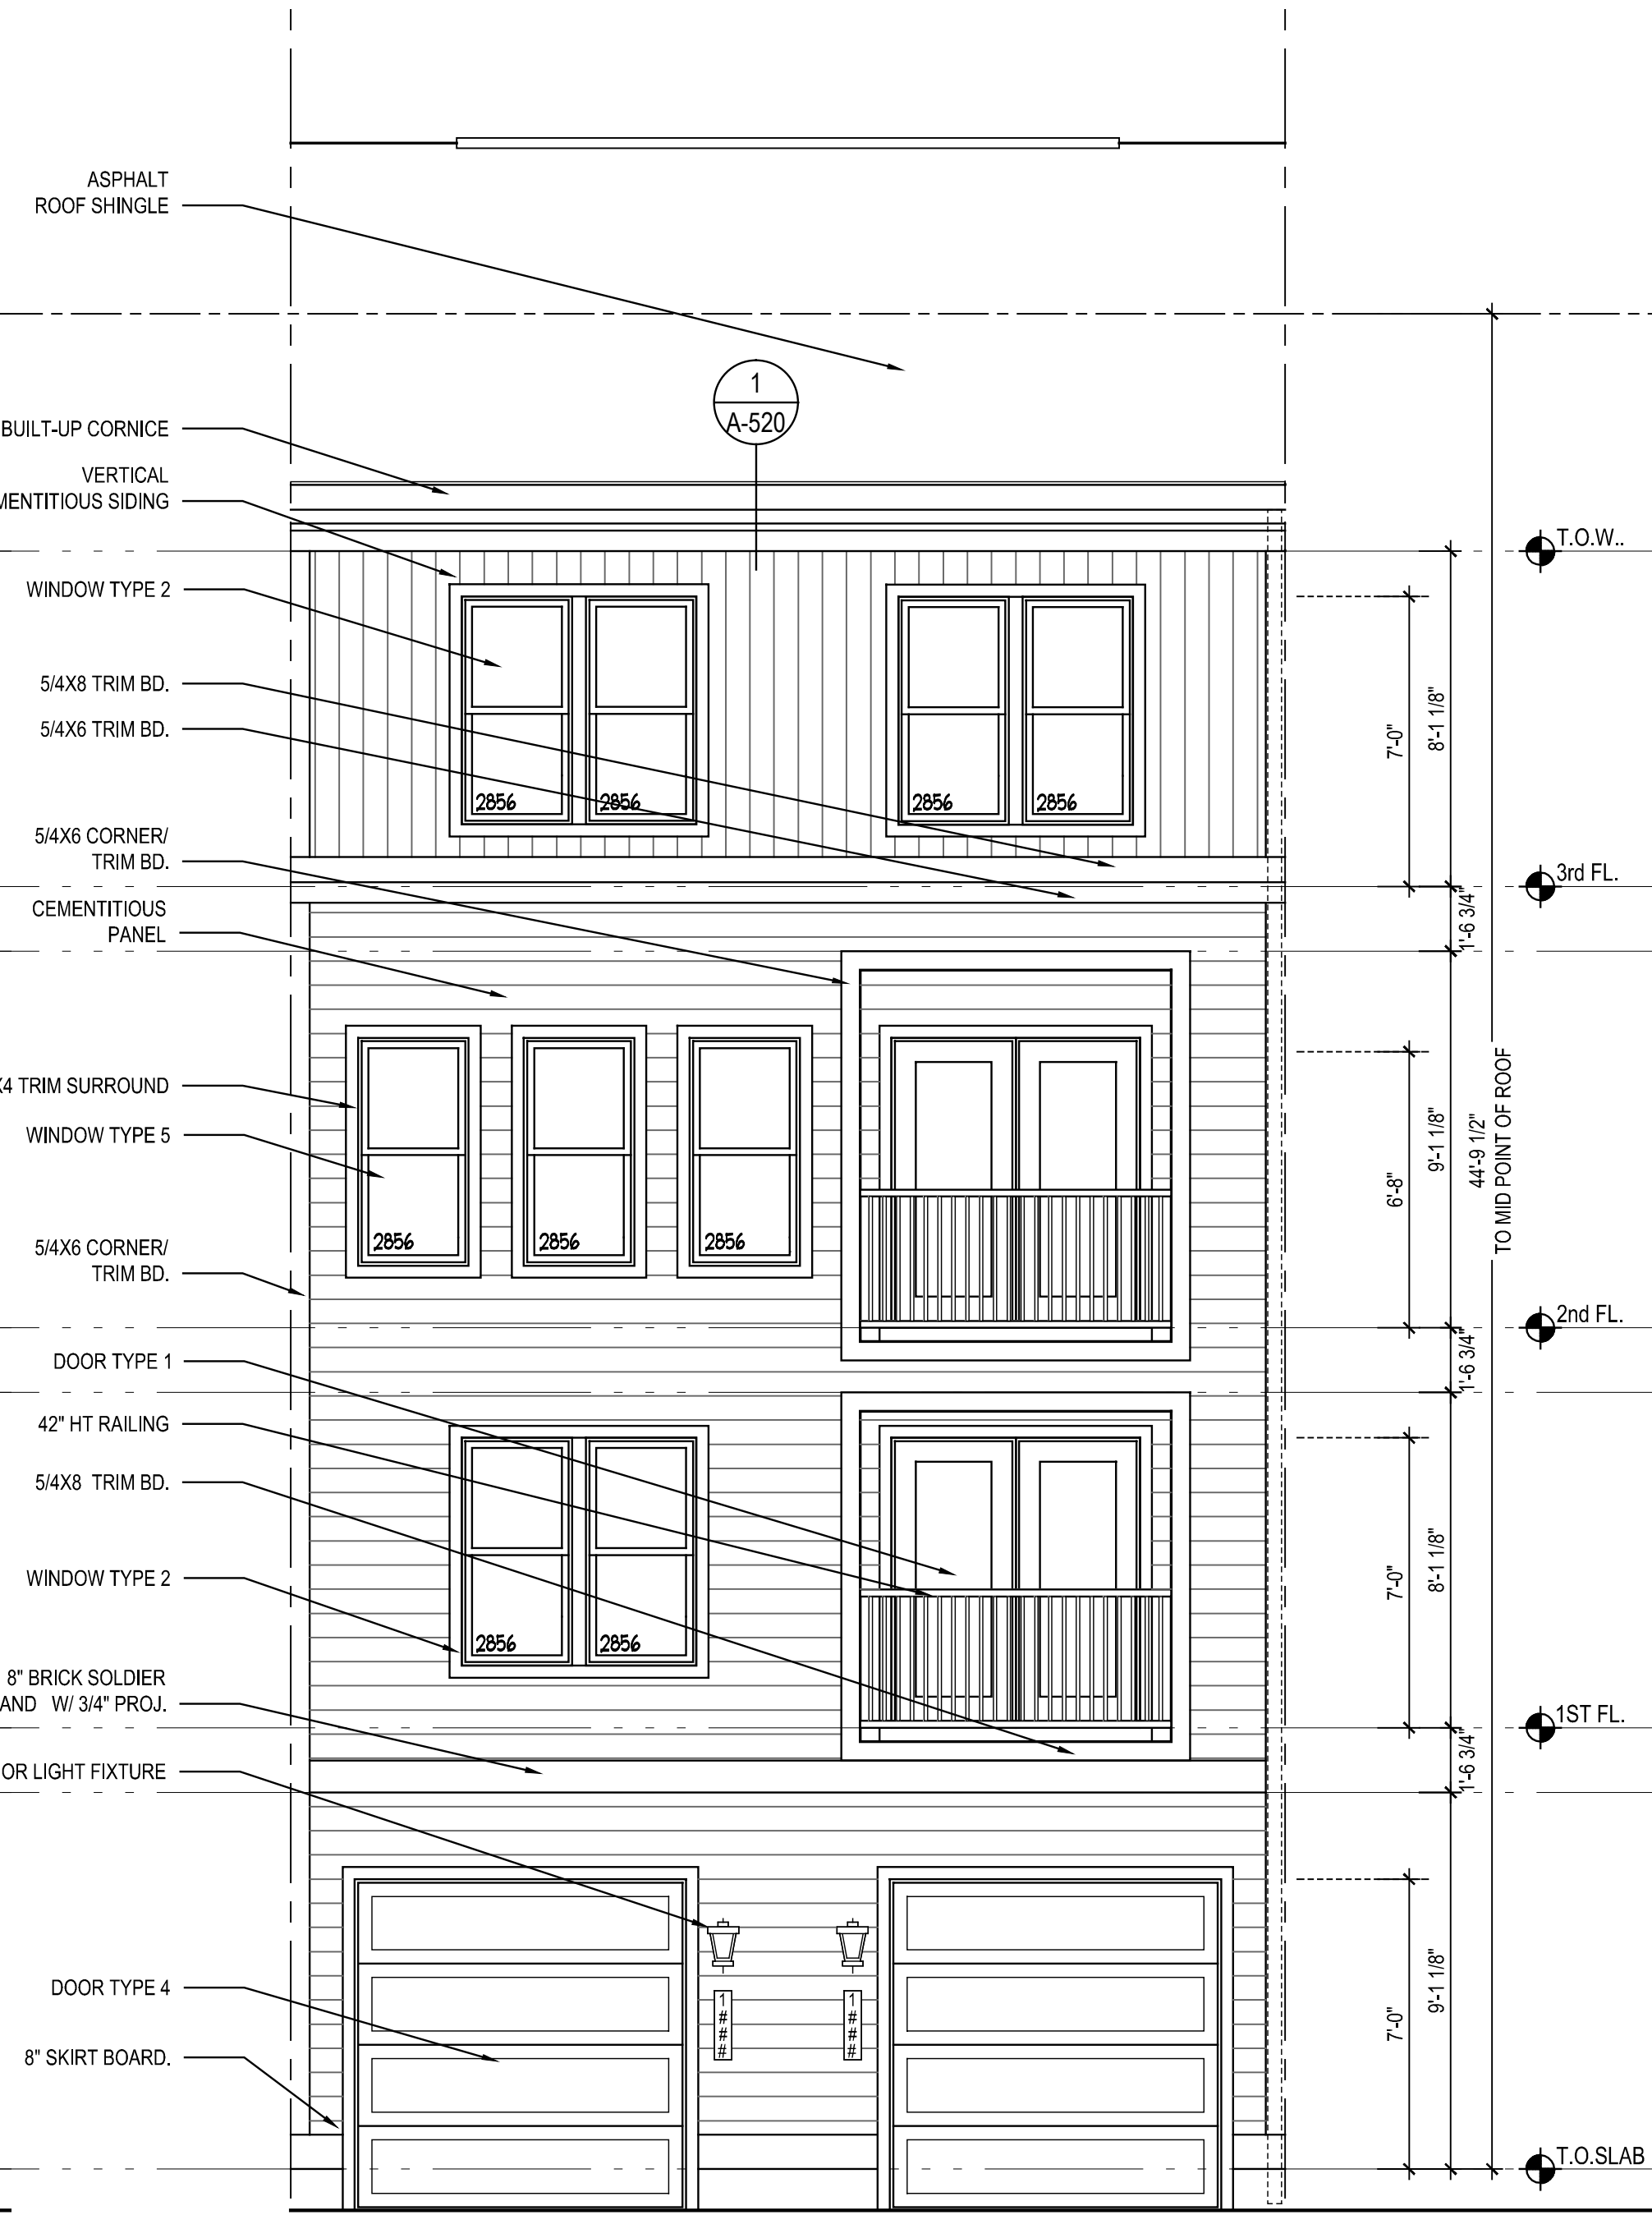 ASPHALT
ROOF SHINGLE
1
A-520
BUILT-UP CORNICE
VERTICAL
MENTITIOUS SIDING
T.O.W..
WINDOW TYPE 2
5/4X8 TRIM BD.
5/4X6 TRIM BD.
7'-0"
8'-1 1/8"
2856
2856
2856
2856
5/4X6 CORNER/
TRIM BD.
3rd FL.
CEMENTITIOUS
PANEL
1'-6 3/4"
X4 TRIM SURROUND
WINDOW TYPE 5
6'-8"
9'-1 1/8"
44'-9 1/2"
TO MID POINT OF ROOF
2856
2856
2856
5/4X6 CORNER/
TRIM BD.
2nd FL.
1'-6 3/4"
DOOR TYPE 1
42" HT RAILING
5/4X8 TRIM BD.
WINDOW TYPE 2
7'-0"
8'-1 1/8"
2856
2856
8" BRICK SOLDIER
AND W/ 3/4" PROJ.
1ST FL.
1'-6 3/4"
OR LIGHT FIXTURE
1
#
#
#
1
#
#
#
DOOR TYPE 4
7'-0"
9'-1 1/8"
8" SKIRT BOARD.
T.O.SLAB